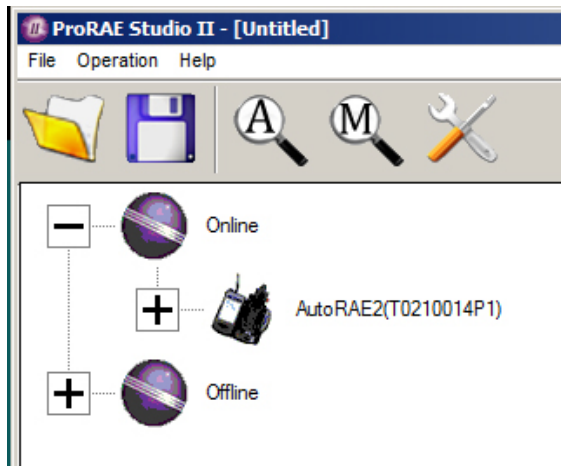 ProRAE Studio II - [Untitled]
File Operation Help
A M
Online
AutoRAE2(T0210014P1)
Offline